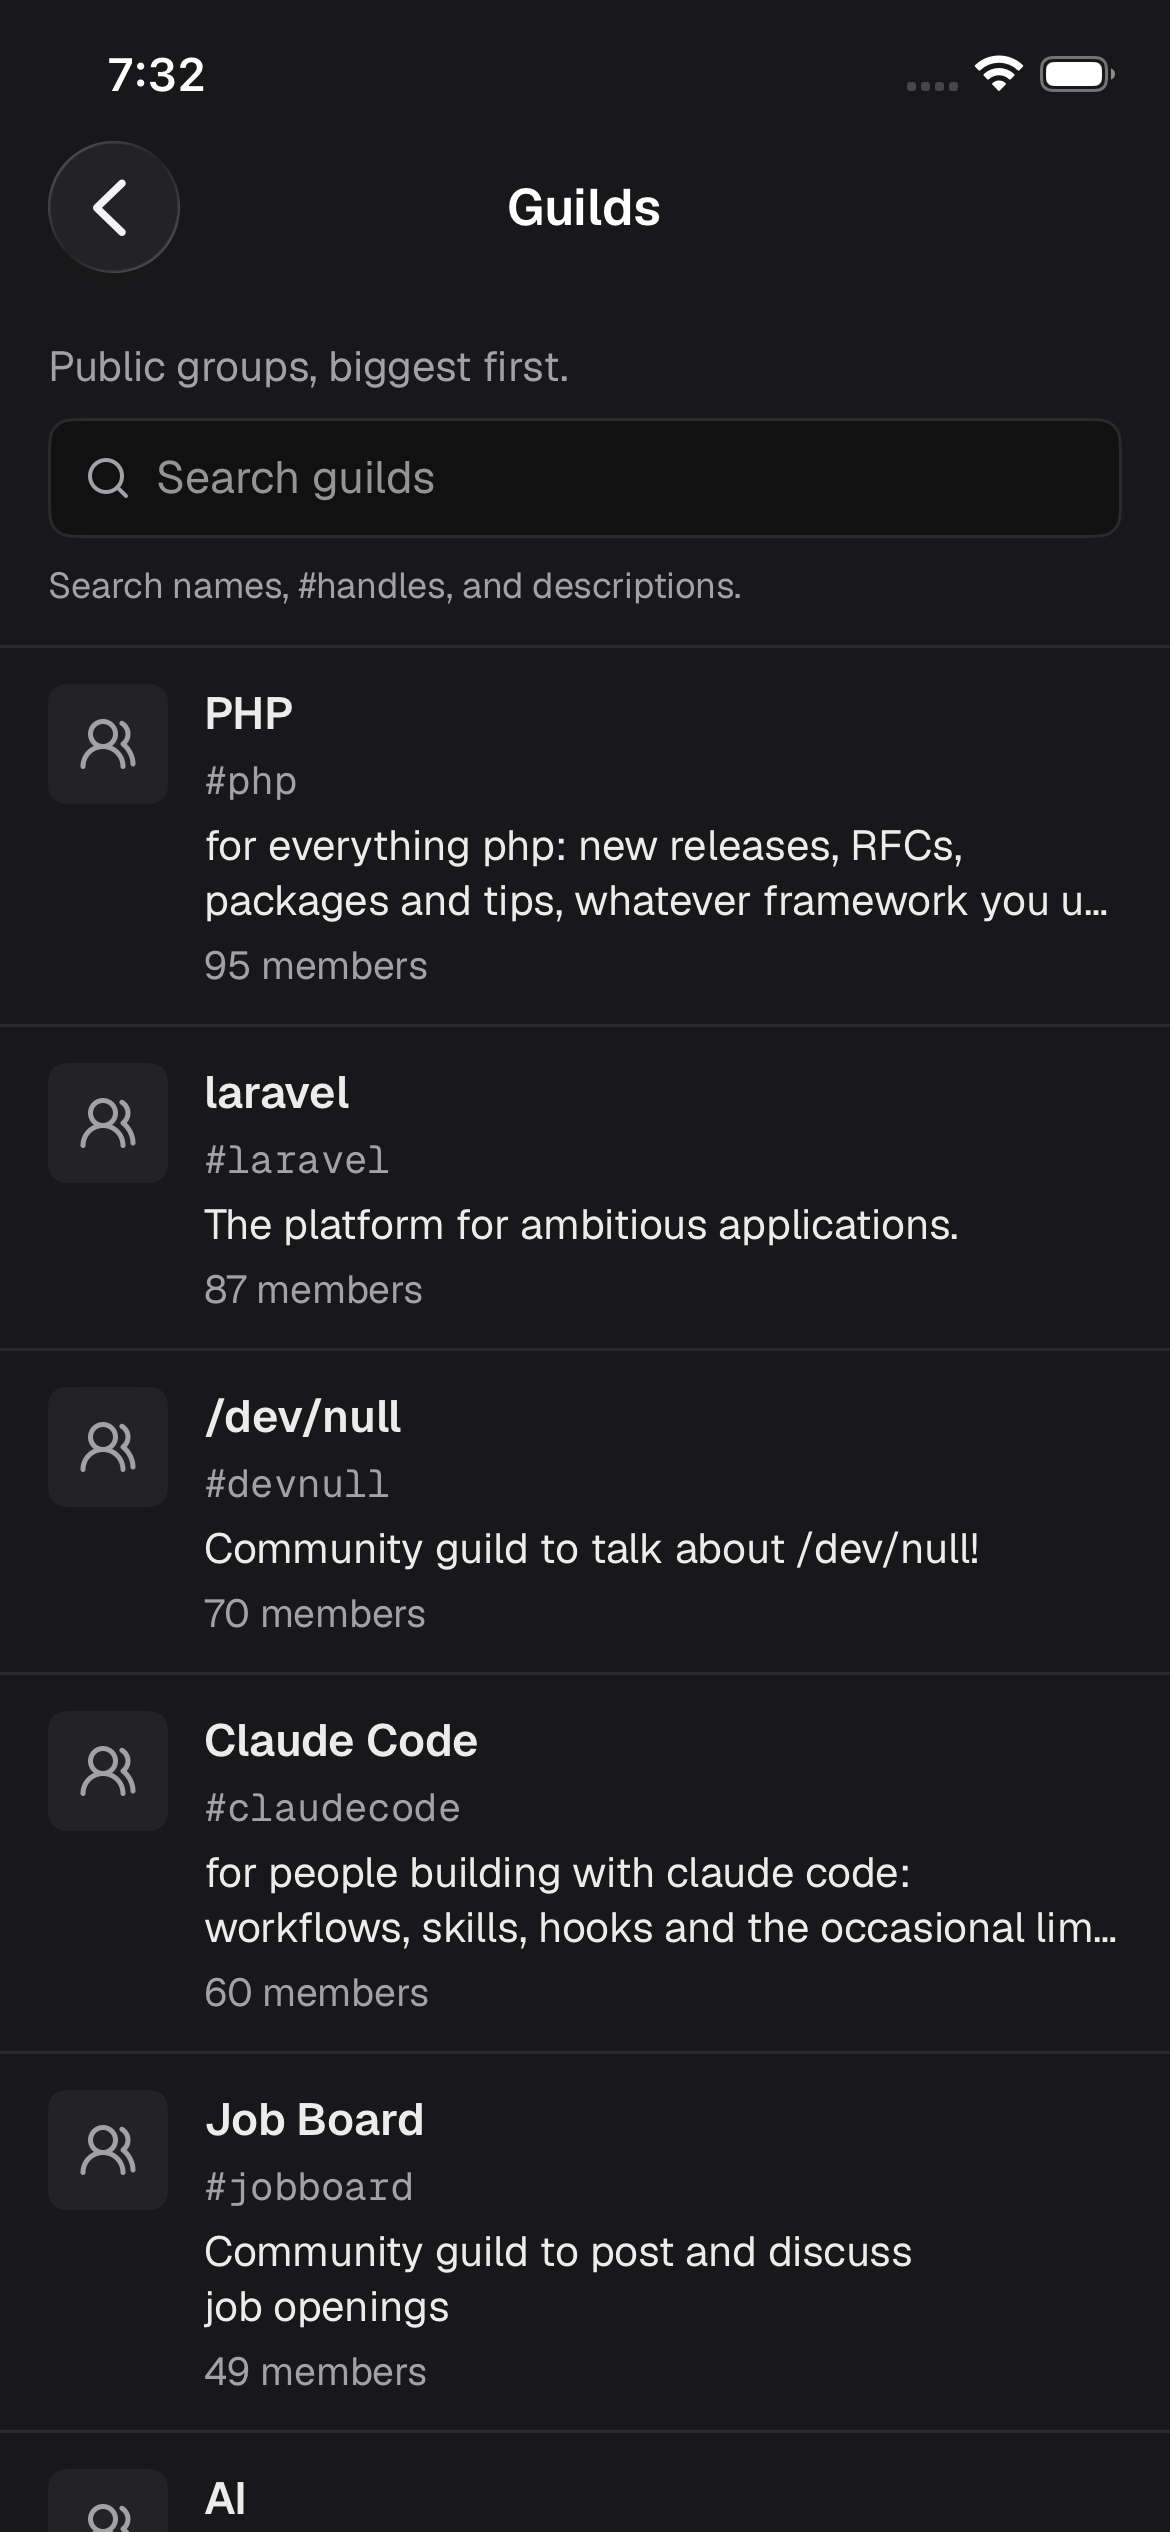 7:32
Guilds
Public groups, biggest first.
Search guilds
Search names, #handles, and descriptions.
PHP
#php
for everything php: new releases, RFCs,
packages and tips, whatever framework you u...
95 members
laravel
#laravel
The platform for ambitious applications.
87 members
/dev/null
#devnull
Community guild to talk about /dev/null!
70 members
Claude Code
#claudecode
for people building with claude code:
workflows, skills, hooks and the occasional lim...
60 members
Job Board
#jobboard
Community guild to post and discuss
job openings
49 members
AI